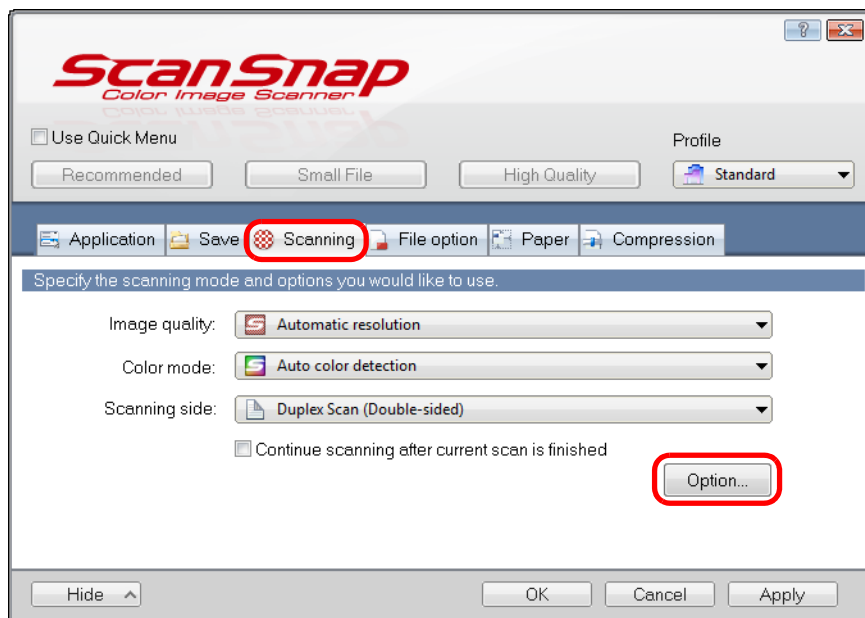 ScanSnap
Color Image Scanner
Use Quick Menu
Profile
Recommended Small File High Quality Standard
Application Save Scanning File option Paper Compression
Specify the scanning mode and options you would like to use.
Image quality: Automatic resolution
Color mode: Auto color detection
Scanning side: Duplex Scan (Double-sided)
Continue scanning after current scan is finished
Option...
Hide OK Cancel Apply